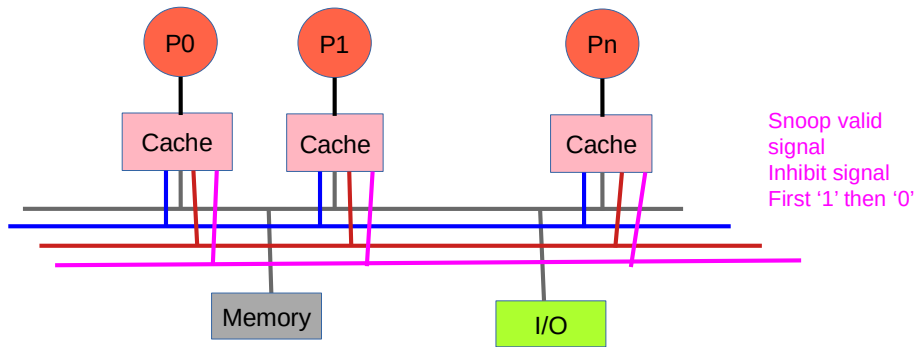 P0
P1
Pn
Cache
Cache
Cache
Snoop valid
signal
Inhibit signal
First ‘1’ then ‘0’
Memory
I/O